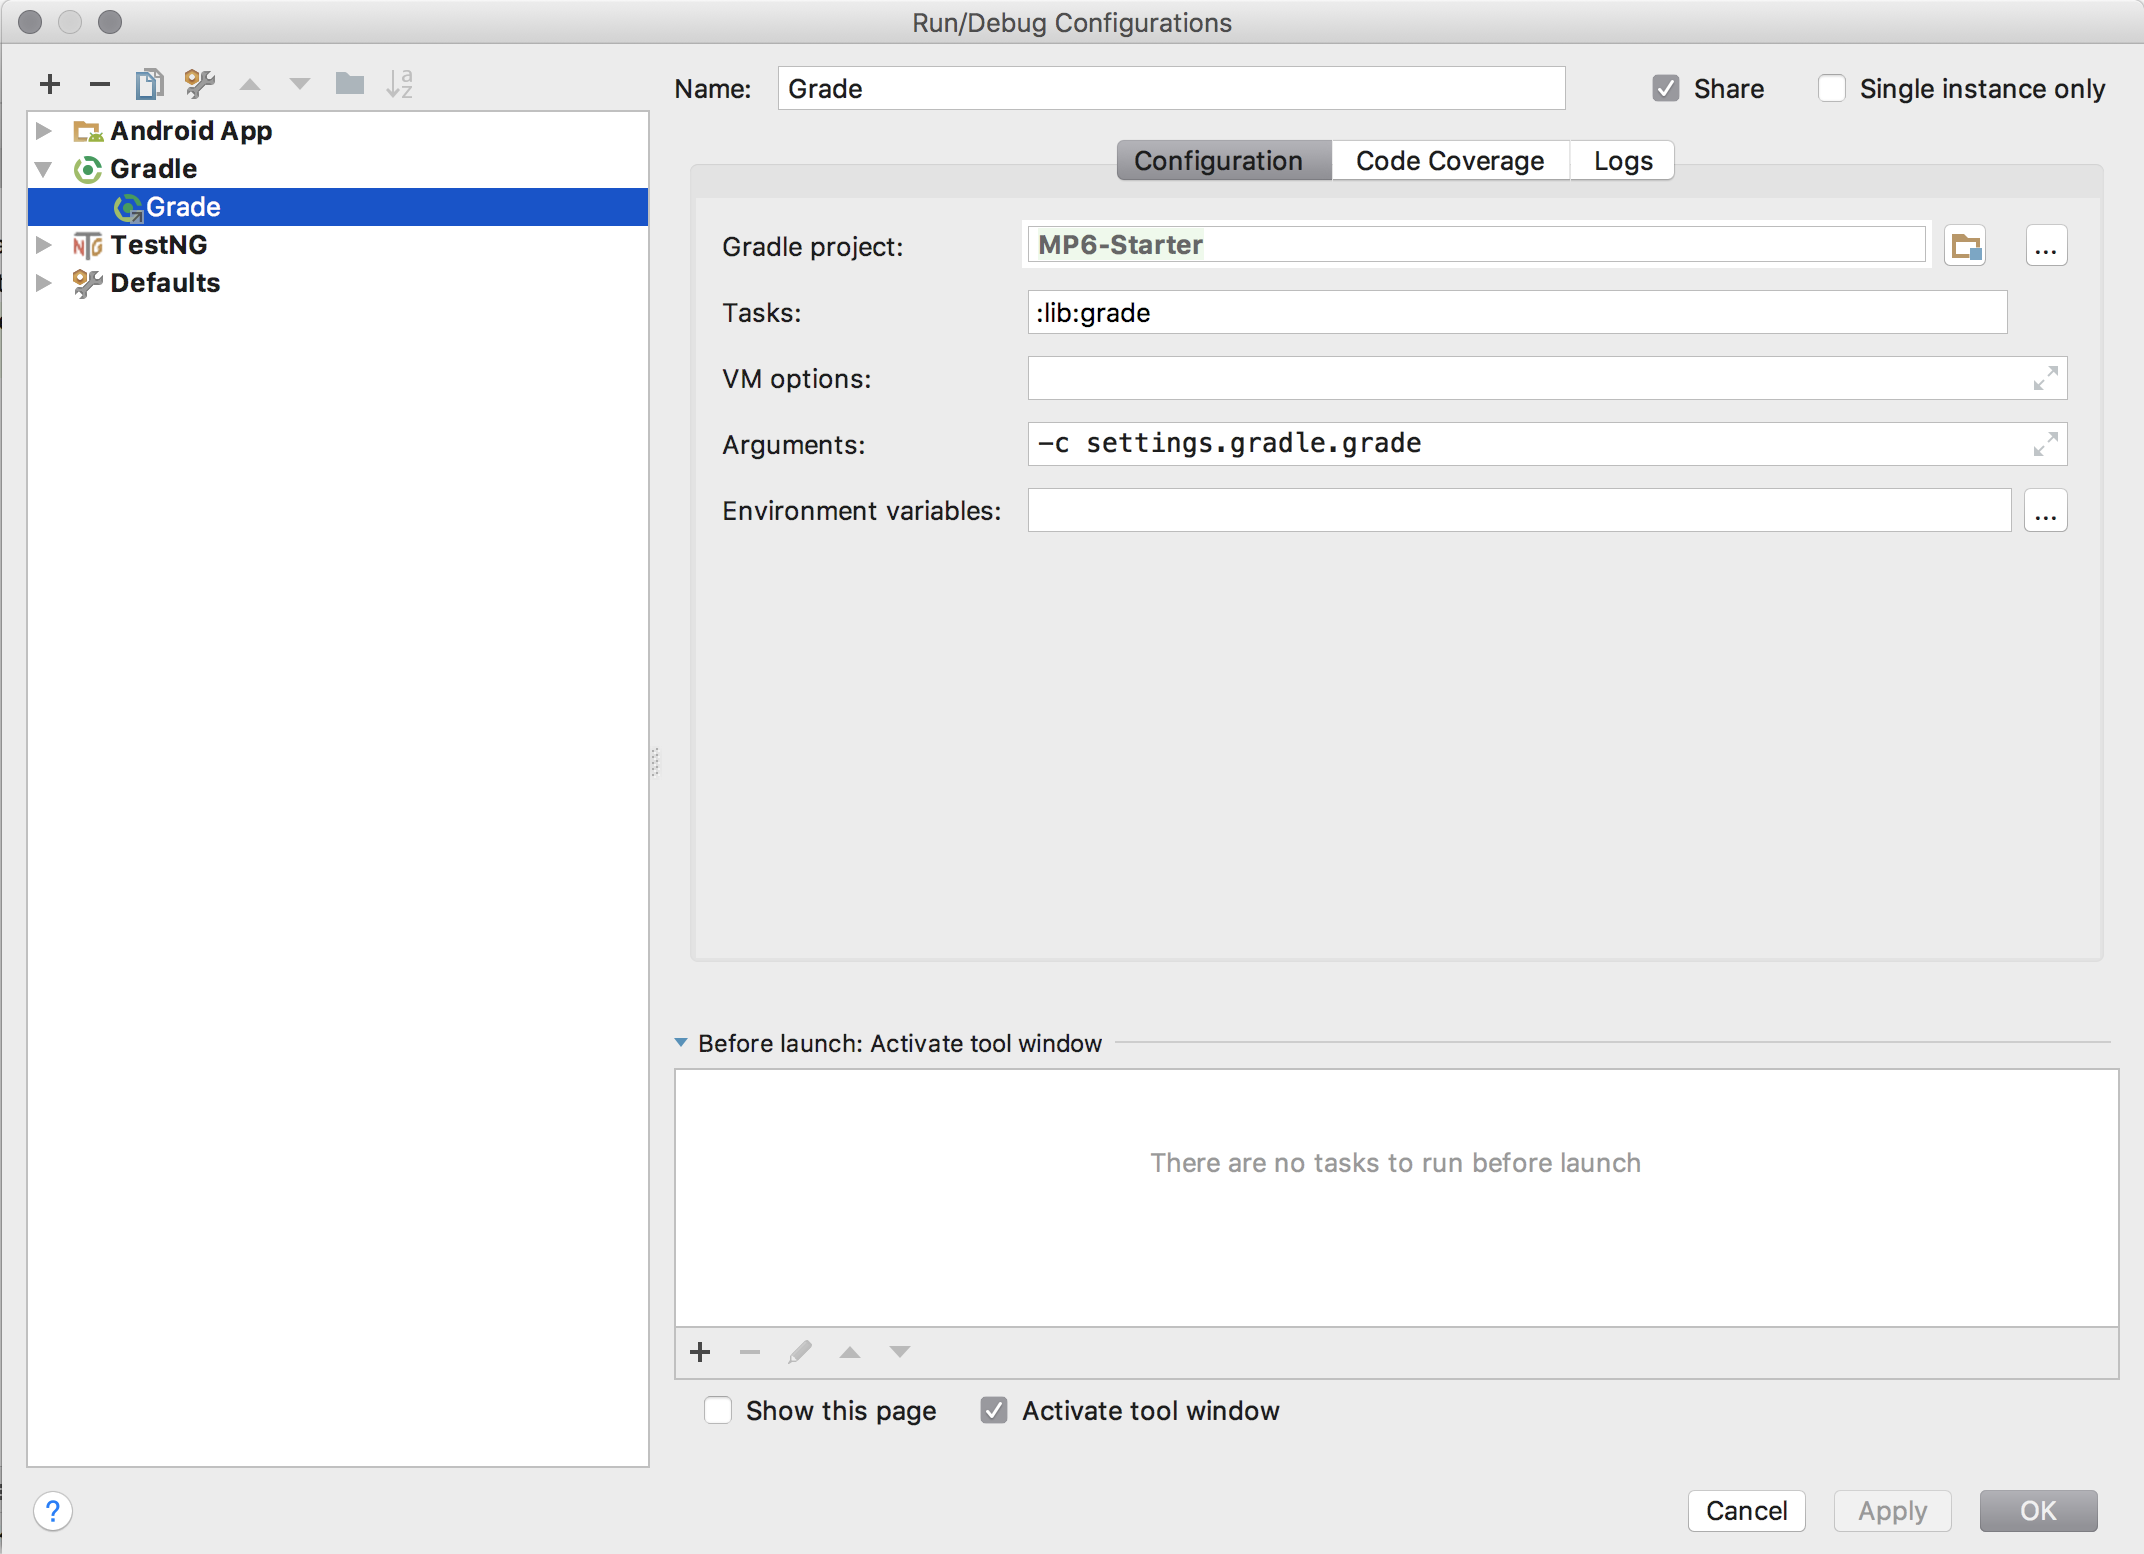 Run/Debug Configurations
Name: Grade Share Single instance only
Android App
Gradle
Grade
TestNG
Defaults
Configuration Code Coverage Logs
Gradle project: MP6-Starter ...
Tasks: :lib:grade
VM options:
Arguments: -c settings.gradle.grade
Environment variables: ...
Before launch: Activate tool window
There are no tasks to run before launch
Show this page Activate tool window
? Cancel Apply OK